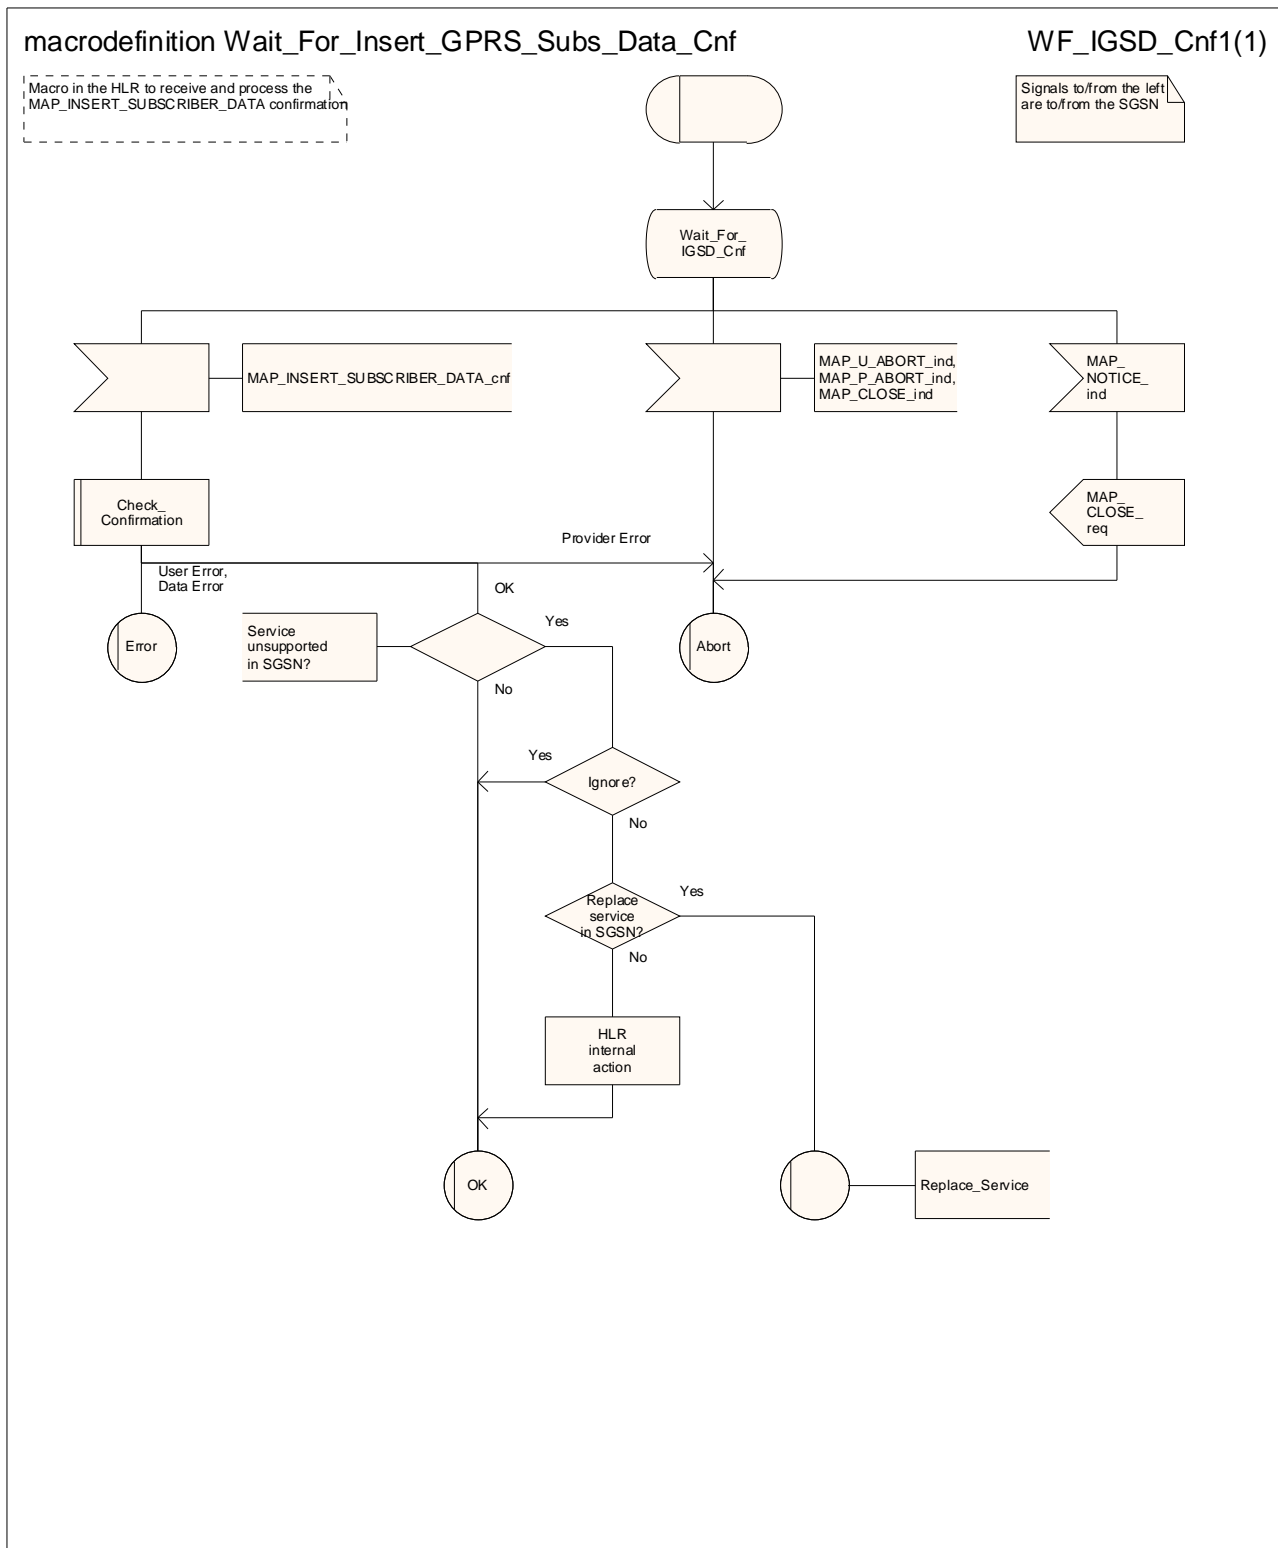 macrodefinition Wait_For_Insert_GPRS_Subs_Data_Cnf
WF_IGSD_Cnf1(1)
Macro in the HLR to receive and process the
MAP_INSERT_SUBSCRIBER_DATA confirmation
Signals to/from the left
are to/from the SGSN
Wait_For_
IGSD_Cnf
MAP_INSERT_SUBSCRIBER_DATA_cnf
MAP_U_ABORT_ind,
MAP_P_ABORT_ind,
MAP_CLOSE_ind
MAP_
NOTICE_
ind
Check_
Confirmation
MAP_
CLOSE_
req
Provider Error
User Error,
Data Error
OK
Error
Service
unsupported
in SGSN?
Yes
Abort
No
Yes
Ignore?
No
Replace
service
in SGSN?
Yes
No
HLR
internal
action
OK
Replace_Service